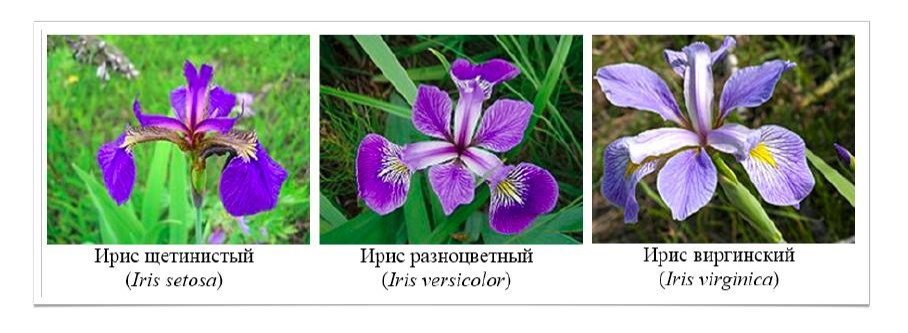 Ирис щетинистый
(Iris setosa)
Ирис разноцветный
(Iris versicolor)
Ирис виргинский
(Iris virginica)